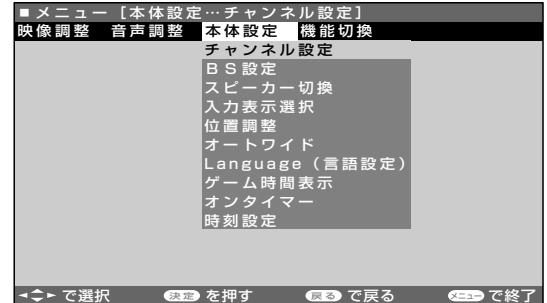 ■メニュー [本体設定…チャンネル設定]
映像調整 音声調整 本体設定 機能切換
チャンネル設定
BS設定
スピーカー切換
入力表示選択
位置調整
オートワイド
Language(言語設定)
ゲーム時間表示
オンタイマー
時刻設定
で選択 決定 を押す 戻る で戻る メニュー で終了